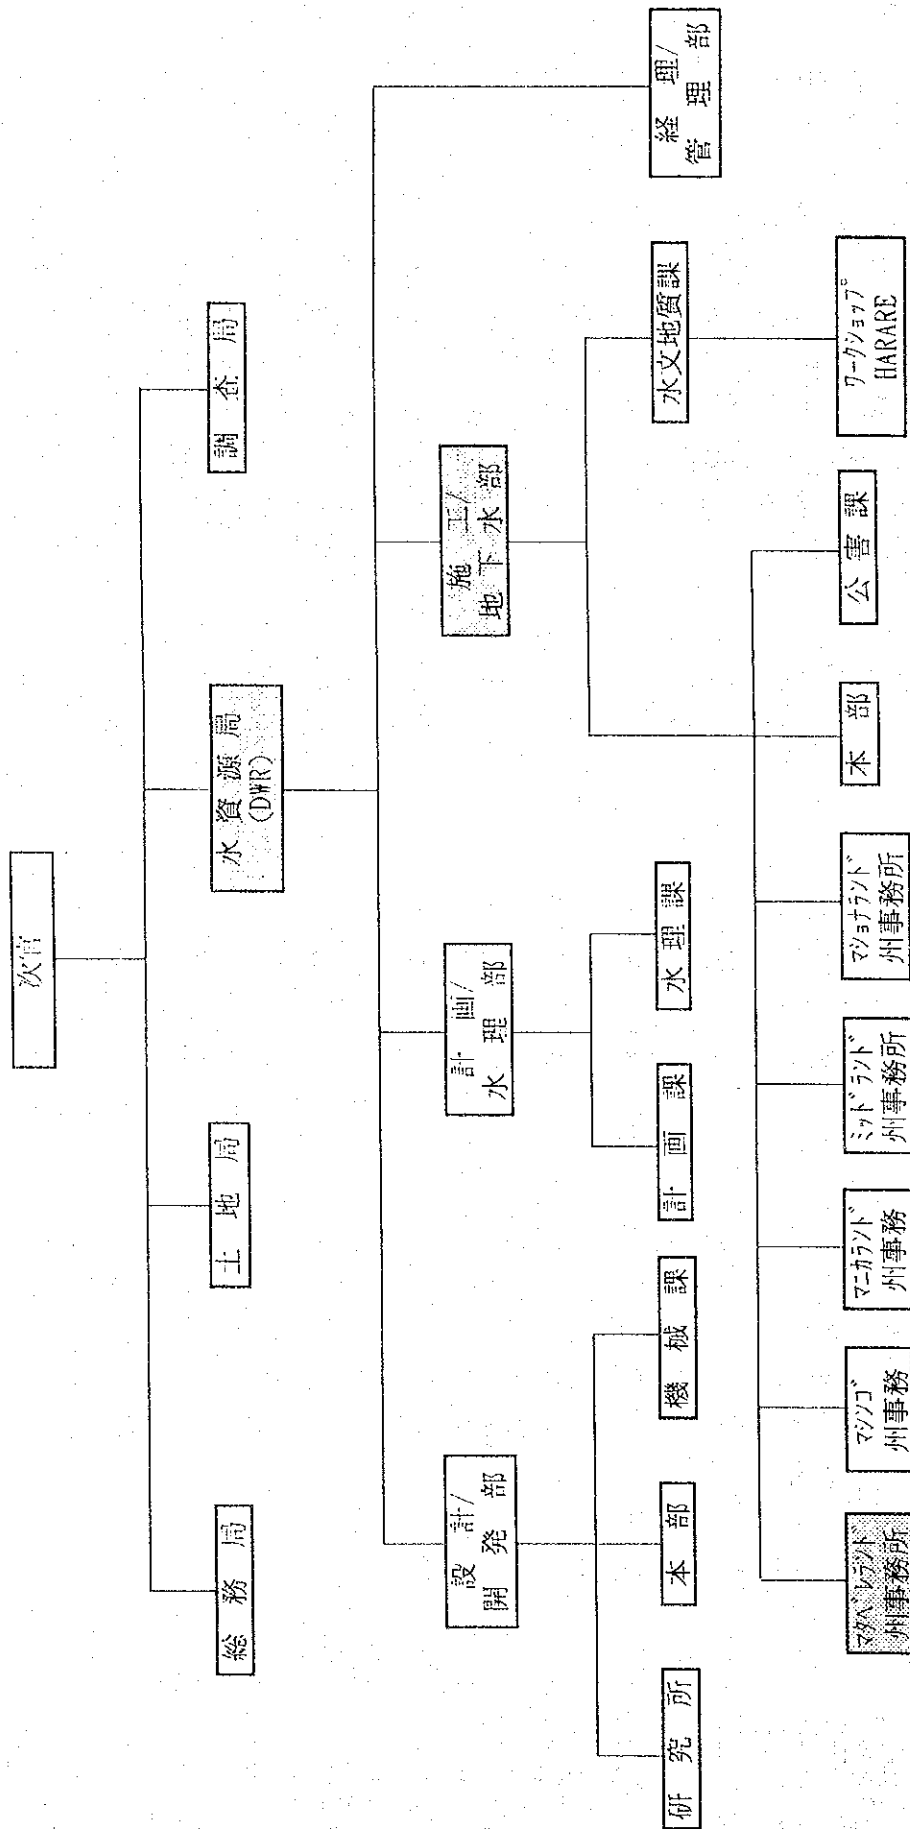 次官
総務局
土地局
水資源局
(DWR)
調査局
設計/
開発部
計画/
水理部
施工/
地下水部
経理/
管理部
研究所
本部
機械課
計画課
水理課
水文地質課
マタベレランド
州事務所
マシンゴ
州事務
マニカランド
州事務
ミッドランド
州事務所
マショナランド
州事務所
本部
公害課
ワークショップ
HARARE